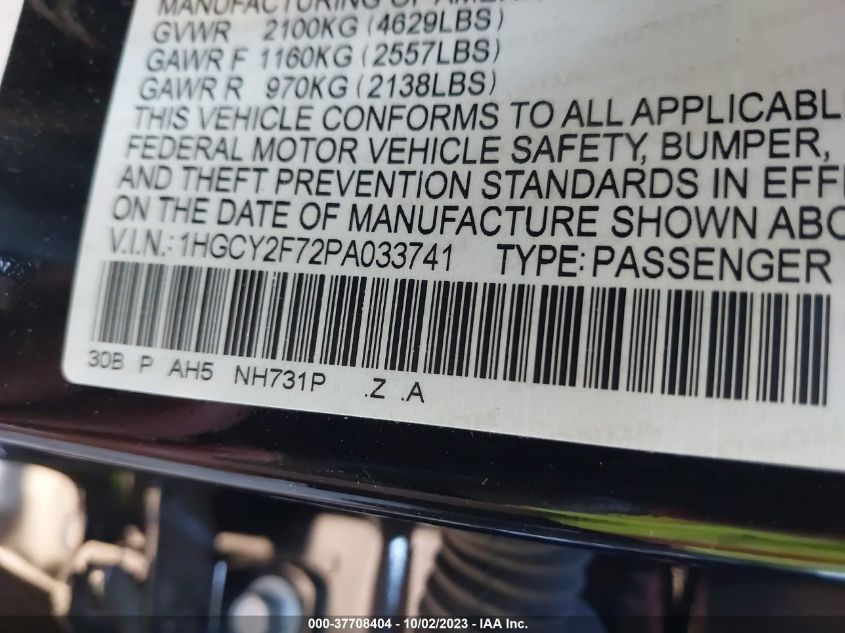 MANUFACTURING OF
GVWR 2100KG (4629LBS)
GAWR F 1160KG (2557LBS)
GAWR R 970KG (2138LBS)
THIS VEHICLE CONFORMS TO ALL APPLICABL
FEDERAL MOTOR VEHICLE SAFETY, BUMPER,
AND THEFT PREVENTION STANDARDS IN EFF
ON THE DATE OF MANUFACTURE SHOWN ABO
V.I.N.: 1HGCY2F72PA033741 TYPE: PASSENGER
30B P AH5 NH731P .Z .A
000-37708404 - 10/02/2023 - IAA Inc.